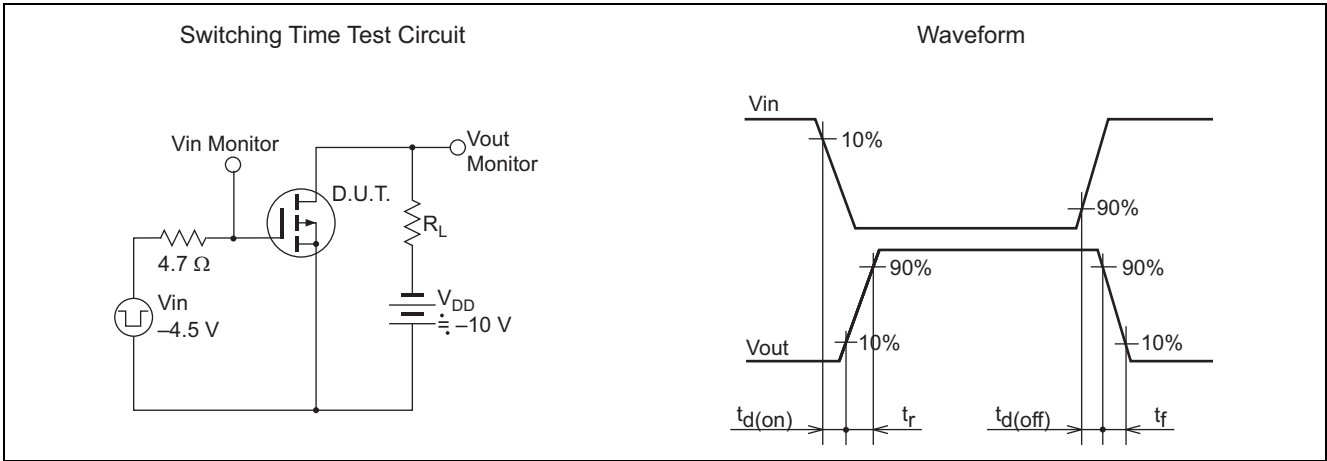 Switching Time Test Circuit
Vin Monitor
Vout
Monitor
D.U.T.
RL
4.7 Ω
Vin
–4.5 V
VDD
≒ –10 V
Waveform
Vin
10%
90%
90%
90%
Vout
10%
10%
td(on)
tr
td(off)
tf